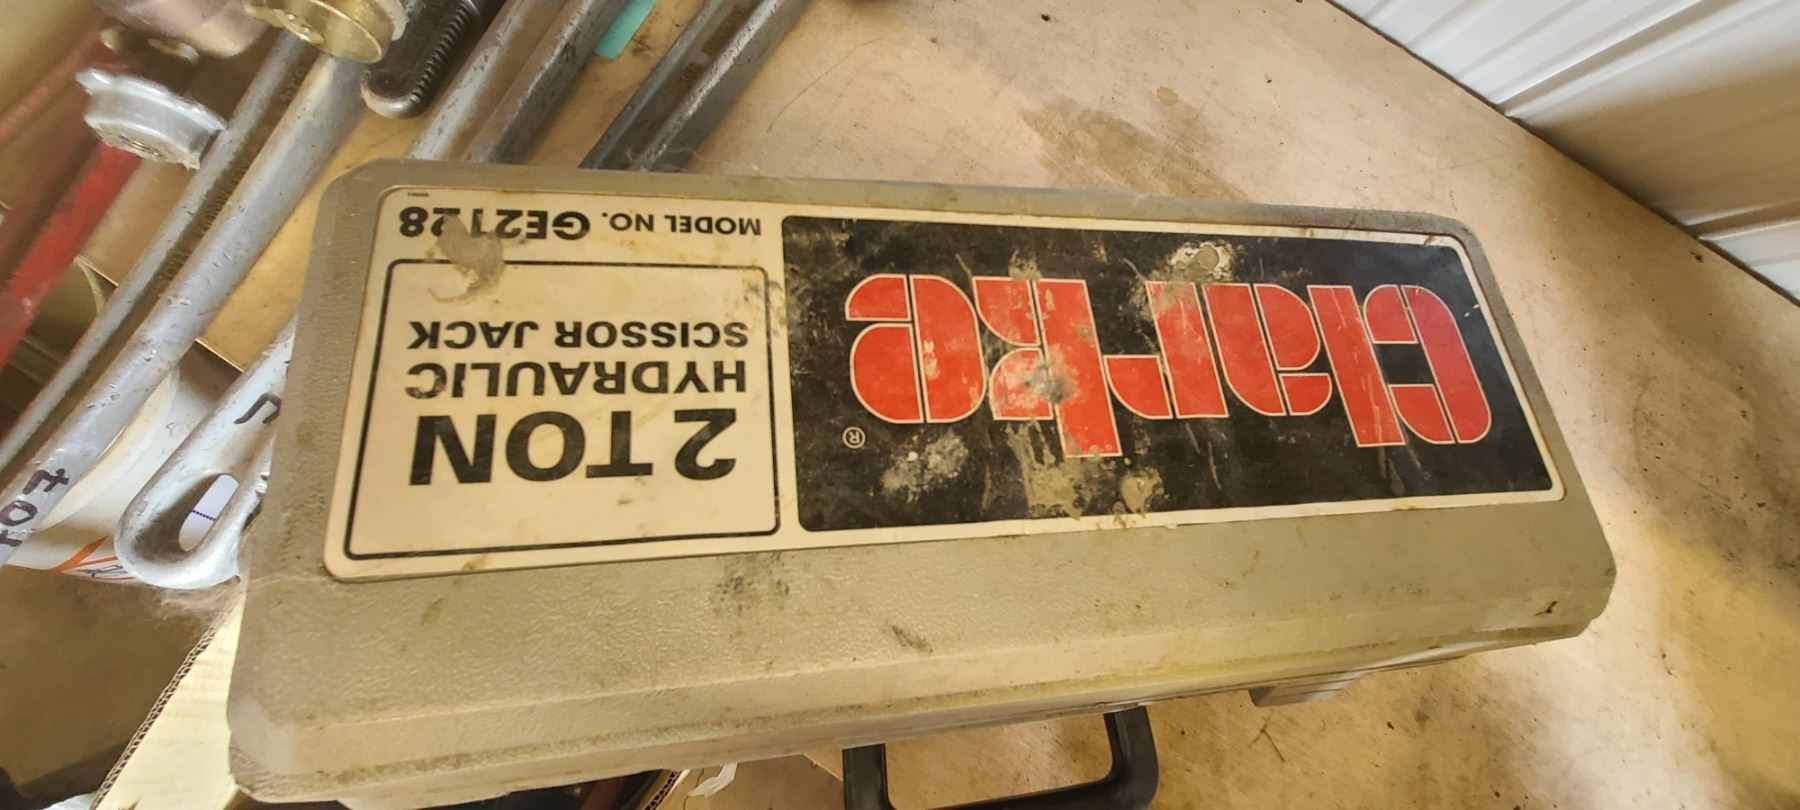 Clarke
®
MODEL NO. GE2128
2 TON
HYDRAULIC
SCISSOR JACK